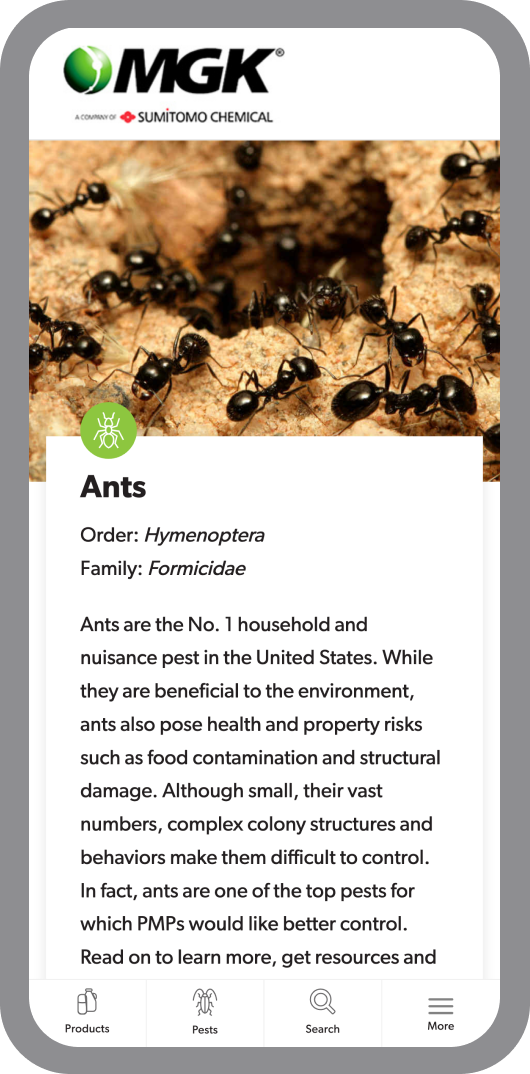 MGK®
A COMPANY OF SUMITOMO CHEMICAL
Ants
Order: Hymenoptera
Family: Formicidae
Ants are the No. 1 household and
nuisance pest in the United States. While
they are beneficial to the environment,
ants also pose health and property risks
such as food contamination and structural
damage. Although small, their vast
numbers, complex colony structures and
behaviors make them difficult to control.
In fact, ants are one of the top pests for
which PMPs would like better control.
Read on to learn more, get resources and
Products
Pests
Search
More